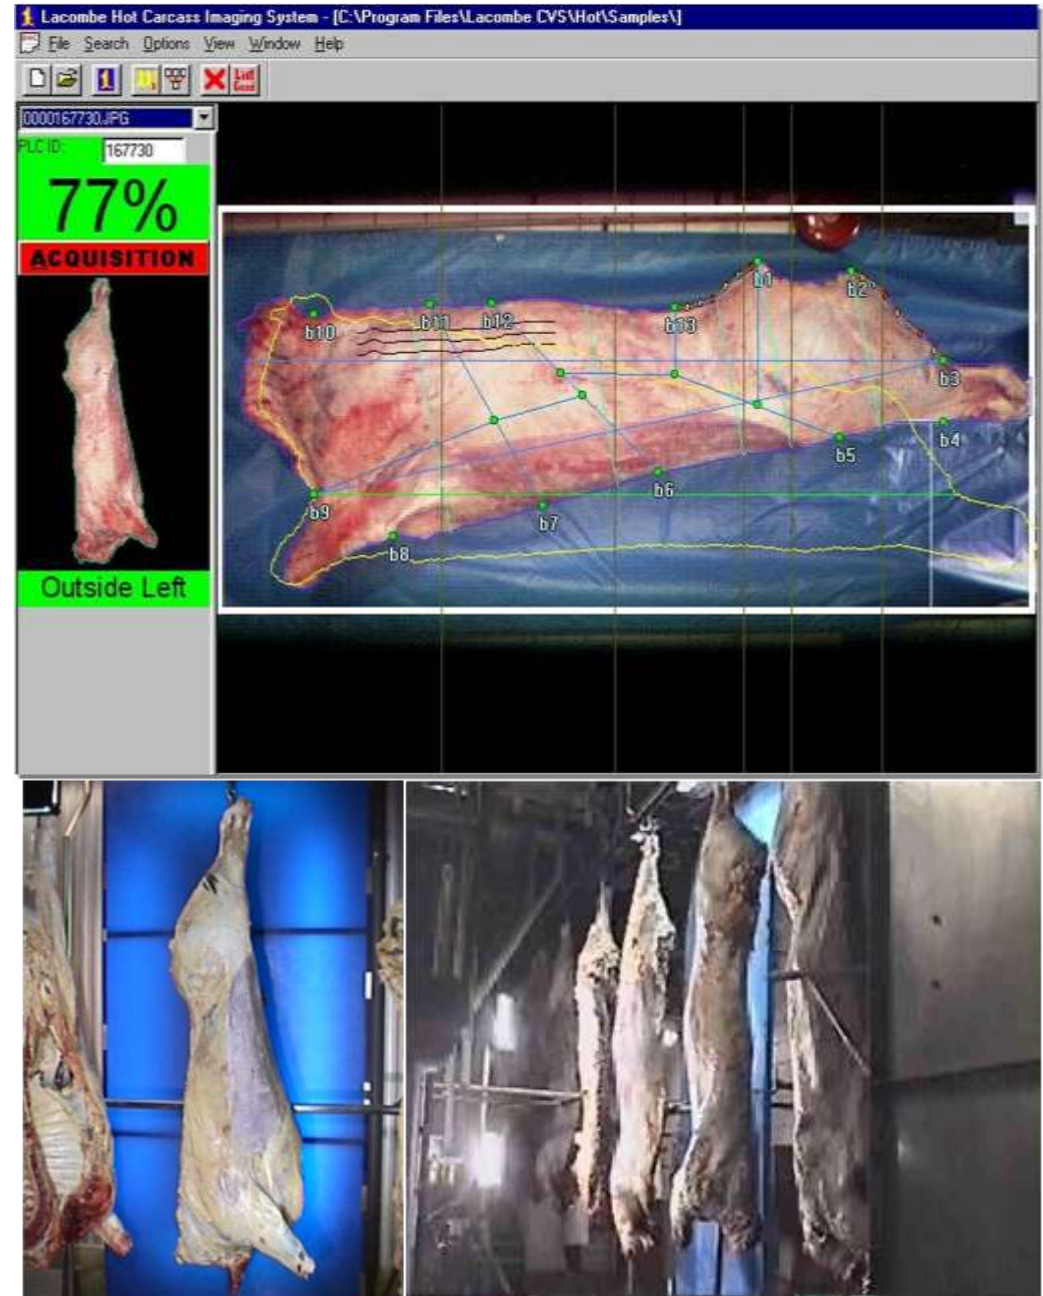 Lacombe Hot Carcass Imaging System - [C:\Program Files\Lacombe CVS\Hot\Samples\]
File Search Options View Window Help
0000167730.JPG
PLC ID: 167730
77%
ACQUISITION
Outside Left
b1
b2
b10
b11
b12
b13
b3
b4
b5
b6
b9
b7
b8